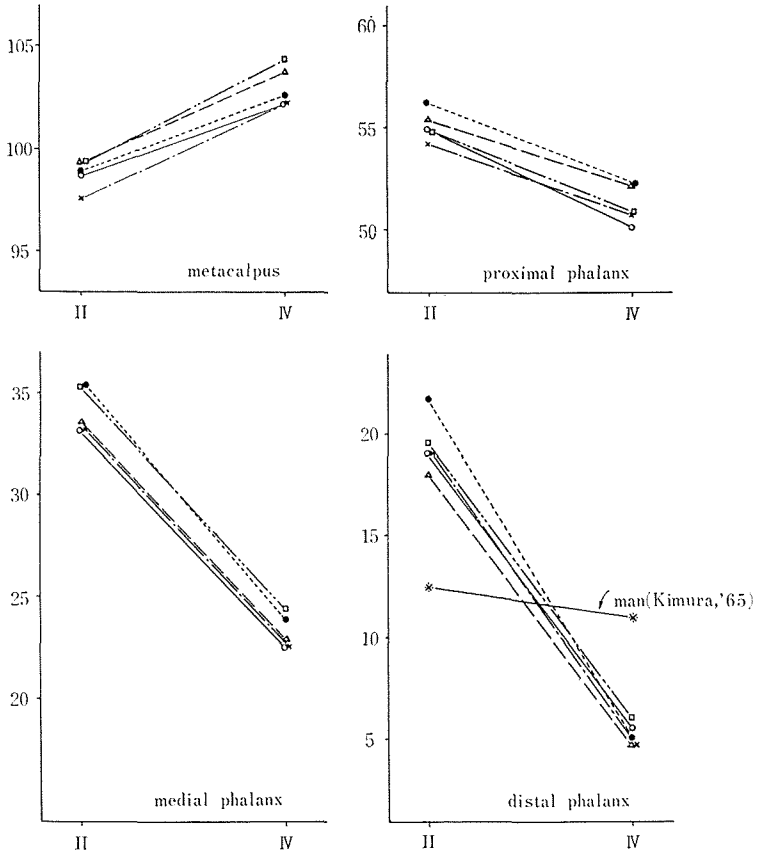 105
100
95
metacalpus
II
IV
60
55
50
proximal phalanx
II
IV
35
30
25
20
medial phalanx
II
IV
20
15
10
5
man(Kimura,'65)
distal phalanx
II
IV